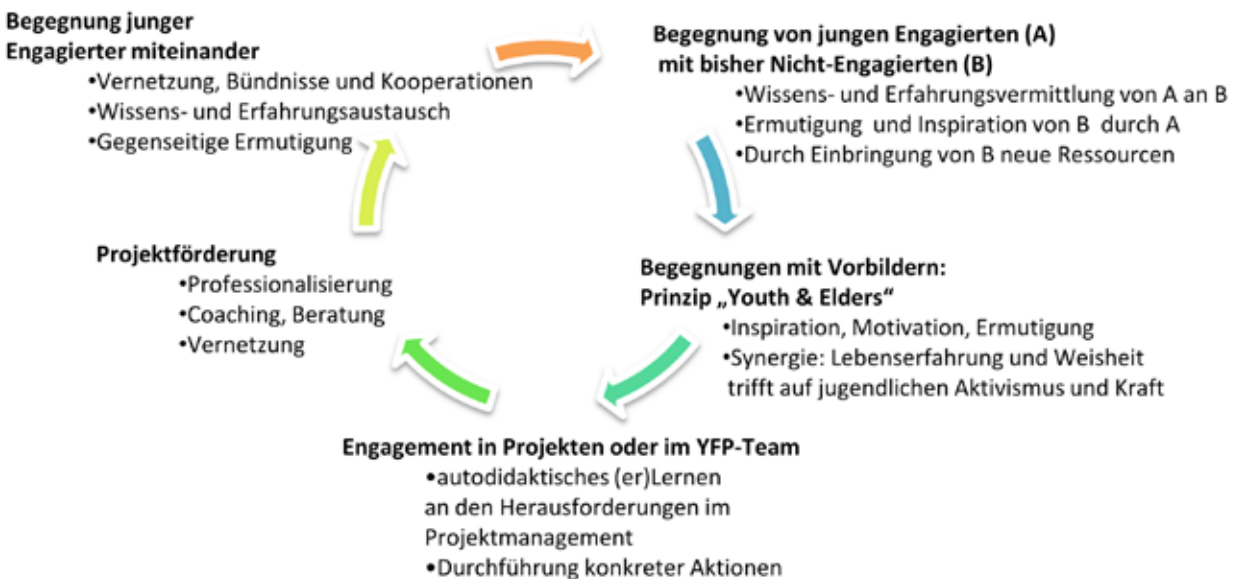 Begegnung junger
Engagierter miteinander
•Vernetzung, Bündnisse und Kooperationen
•Wissens- und Erfahrungsaustausch
•Gegenseitige Ermutigung
Begegnung von jungen Engagierten (A)
mit bisher Nicht-Engagierten (B)
•Wissens- und Erfahrungsvermittlung von A an B
•Ermutigung und Inspiration von B durch A
•Durch Einbringung von B neue Ressourcen
Begegnungen mit Vorbildern:
Prinzip „Youth & Elders“
•Inspiration, Motivation, Ermutigung
•Synergie: Lebenserfahrung und Weisheit
trifft auf jugendlichen Aktivismus und Kraft
Engagement in Projekten oder im YFP-Team
•autodidaktisches (er)Lernen
an den Herausforderungen im
Projektmanagement
•Durchführung konkreter Aktionen
Projektförderung
•Professionalisierung
•Coaching, Beratung
•Vernetzung